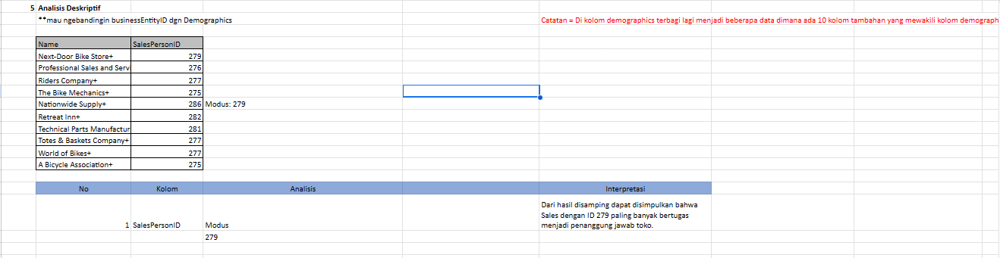 5 Analisis Deskriptif
**mau ngebandingin businessEntityID dgn Demographics
Catatan = Di kolom demographics terbagi lagi menjadi beberapa data dimana ada 10 kolom tambahan yang mewakili kolom demograph
Name SalesPersonID
Next-Door Bike Store+ 279
Professional Sales and Servi 276
Riders Company+ 277
The Bike Mechanics+ 275
Nationwide Supply+ 286 Modus: 279
Retreat Inn+ 282
Technical Parts Manufactur 281
Totes & Baskets Company+ 277
World of Bikes+ 277
A Bicycle Association+ 275
No Kolom Analisis Interpretasi
Dari hasil disamping dapat disimpulkan bahwa
Sales dengan ID 279 paling banyak bertugas
1 SalesPersonID Modus menjadi penanggung jawab toko.
279